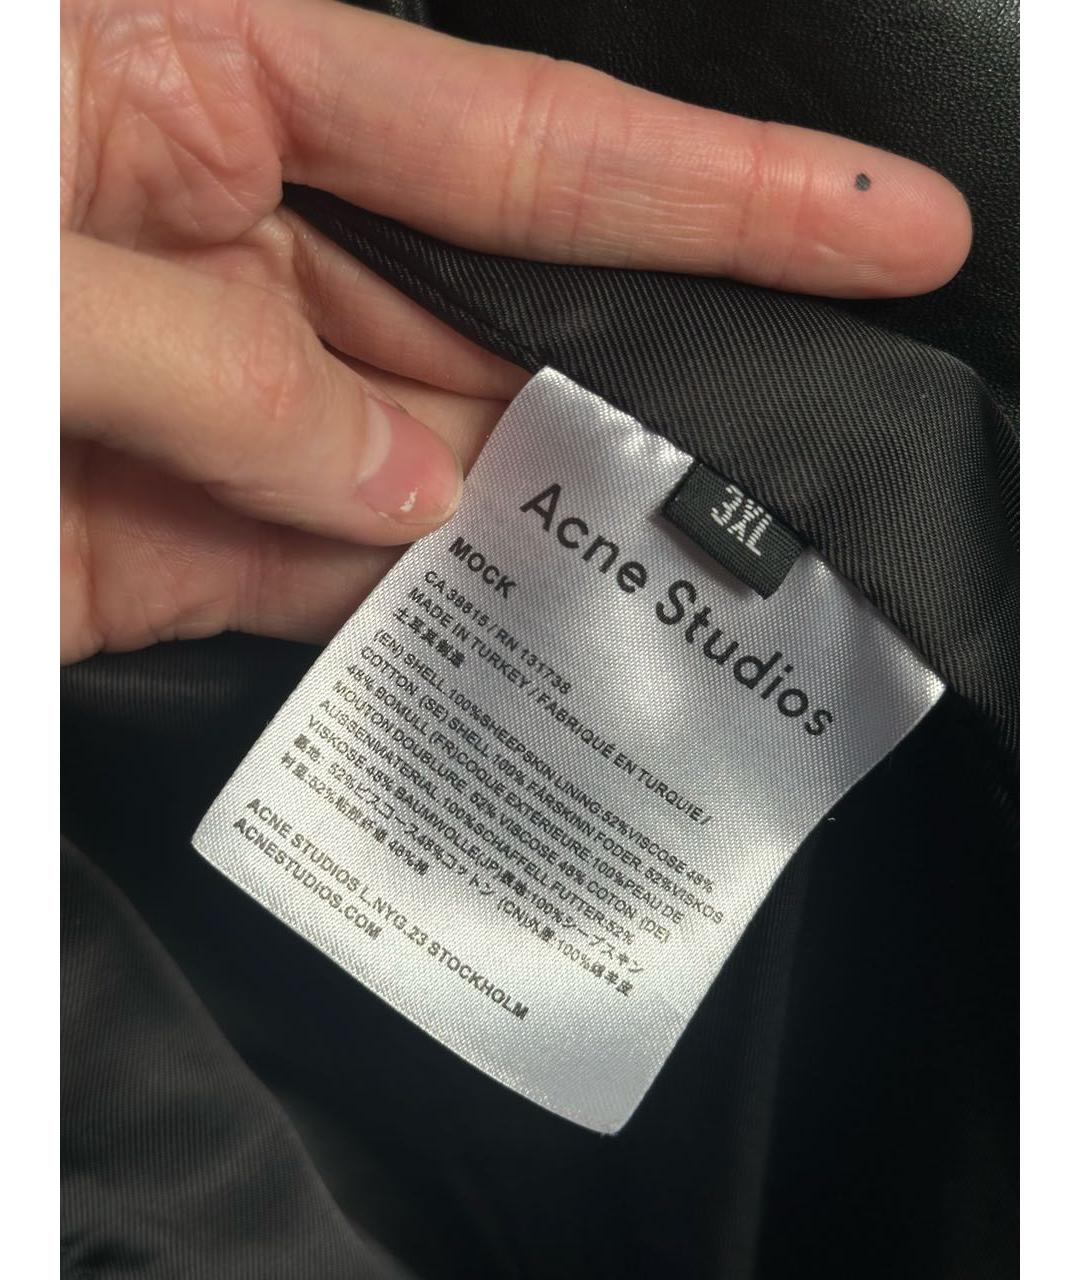 3XL
Acne Studios
MOCK
CA 38815 / RN 131738
MADE IN TURKEY / FABRIQUÉ EN TURQUIE /
土耳其制造
(EN) SHELL 100%SHEEPSKIN LINING:52%VISCOSE 48%
COTTON (SE) SHELL:100% FÅRSKINN FODER. 52%VISKOS
48% BOMULL (FR)COQUE EXTÉRIEURE 100%PEAU DE
MOUTON DOUBLURE. 52% VISCOSE 48% COTON (DE)
AUSSENMATERIAL 100%SCHAFFELL FUTTER:52%
VISKOSE 48% BAUMWOLLE(JP)表地:100%シープスキン
裏地: 52%ビスコース48%コットン (CN)外层:100%绵羊皮
衬里:52%粘胶纤维 48%棉
ACNE STUDIOS L.NYG.23 STOCKHOLM
ACNESTUDIOS.COM